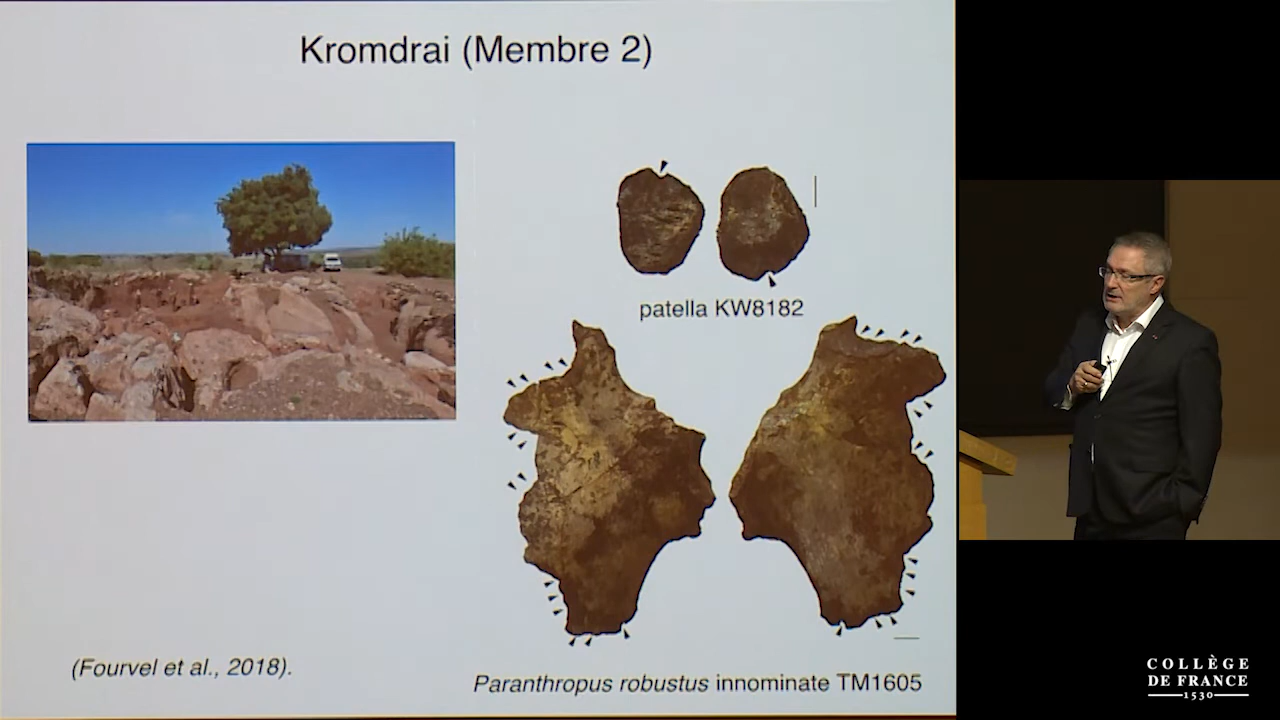 Kromdrai (Membre 2)
patella KW8182
(Fourvel et al., 2018).
Paranthropus robustus innominate TM1605
COLLÈGE
DE FRANCE
1530